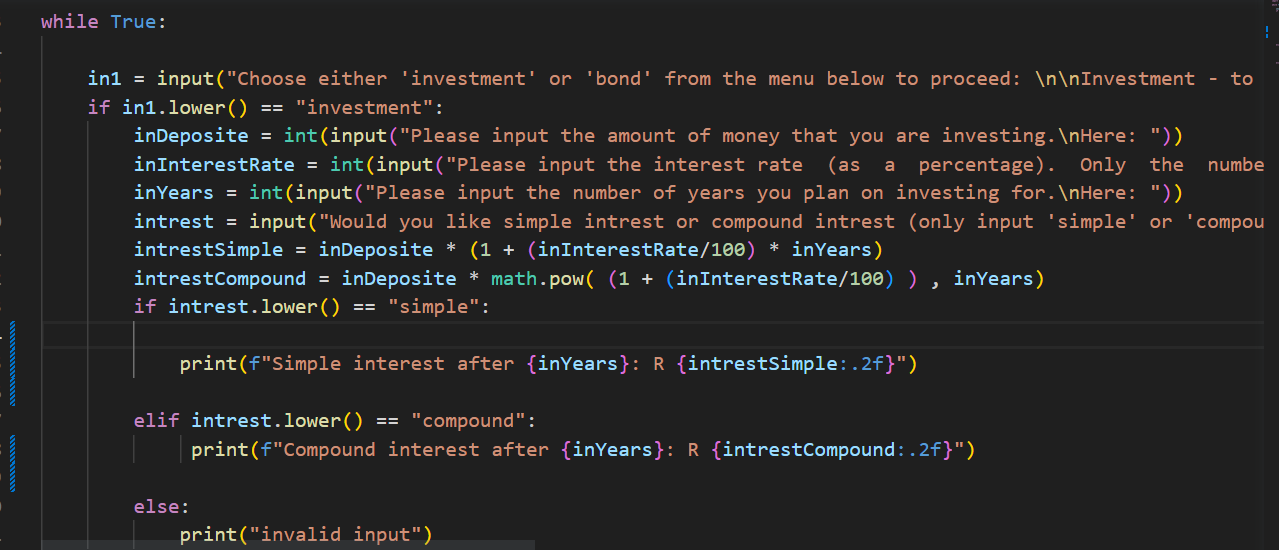 while True:
in1 = input("Choose either 'investment' or 'bond' from the menu below to proceed: \n\nInvestment - to
if in1.lower() == "investment":
inDeposite = int(input("Please input the amount of money that you are investing.\nHere: "))
inInterestRate = int(input("Please input the interest rate  (as  a  percentage).  Only  the  numbe
inYears = int(input("Please input the number of years you plan on investing for.\nHere: "))
intrest = input("Would you like simple intrest or compound intrest (only input 'simple' or 'compou
intrestSimple = inDeposite * (1 + (inInterestRate/100) * inYears)
intrestCompound = inDeposite * math.pow( (1 + (inInterestRate/100) ) , inYears)
if intrest.lower() == "simple":
print(f"Simple interest after {inYears}: R {intrestSimple:.2f}")
elif intrest.lower() == "compound":
print(f"Compound interest after {inYears}: R {intrestCompound:.2f}")
else:
print("invalid input")